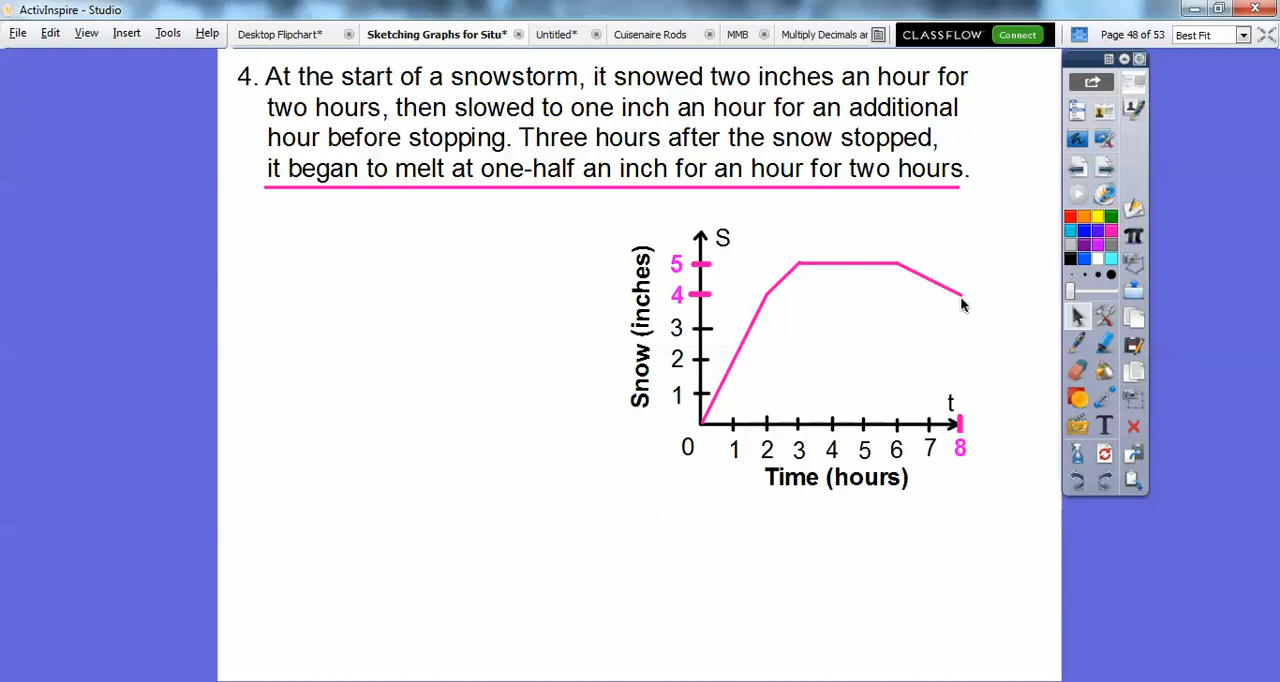 ActivInspire - Studio
File Edit View Insert Tools Help Desktop Flipchart* Sketching Graphs for Situ* Untitled* Cuisenaire Rods MMB Multiply Decimals ar CLASSFLOW Connect Page 48 of 53 Best Fit
4. At the start of a snowstorm, it snowed two inches an hour for
two hours, then slowed to one inch an hour for an additional
hour before stopping. Three hours after the snow stopped,
it began to melt at one-half an inch for an hour for two hours.
S
5
4
3
2
1
Snow (inches)
t
0 1 2 3 4 5 6 7 8
Time (hours)